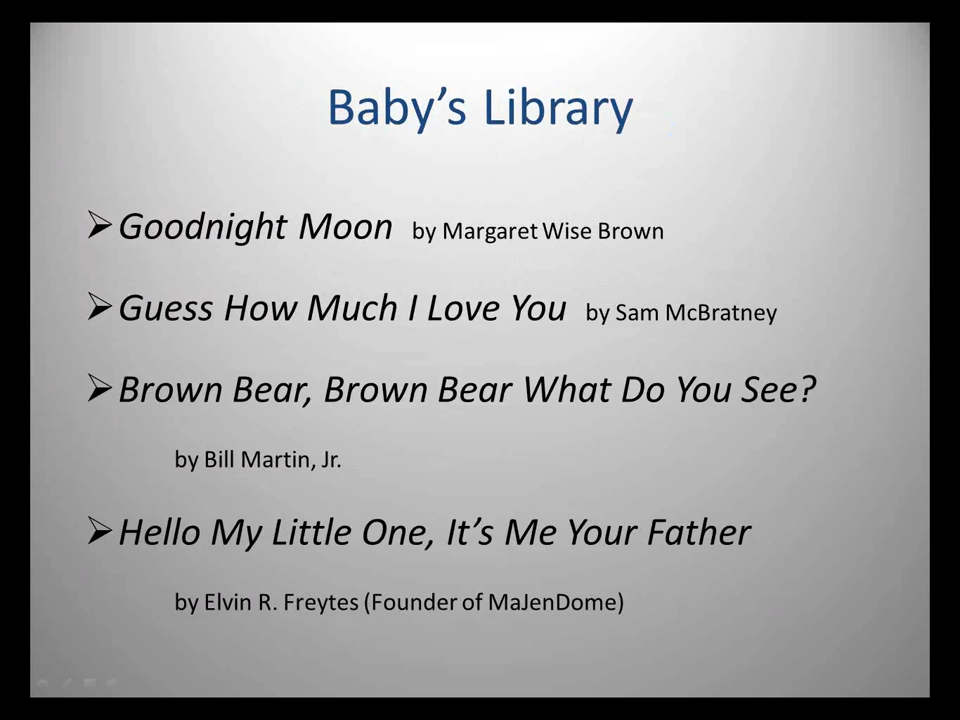 Baby’s Library
Goodnight Moon by Margaret Wise Brown
Guess How Much I Love You by Sam McBratney
Brown Bear, Brown Bear What Do You See?
by Bill Martin, Jr.
Hello My Little One, It’s Me Your Father
by Elvin R. Freytes (Founder of MaJenDome)